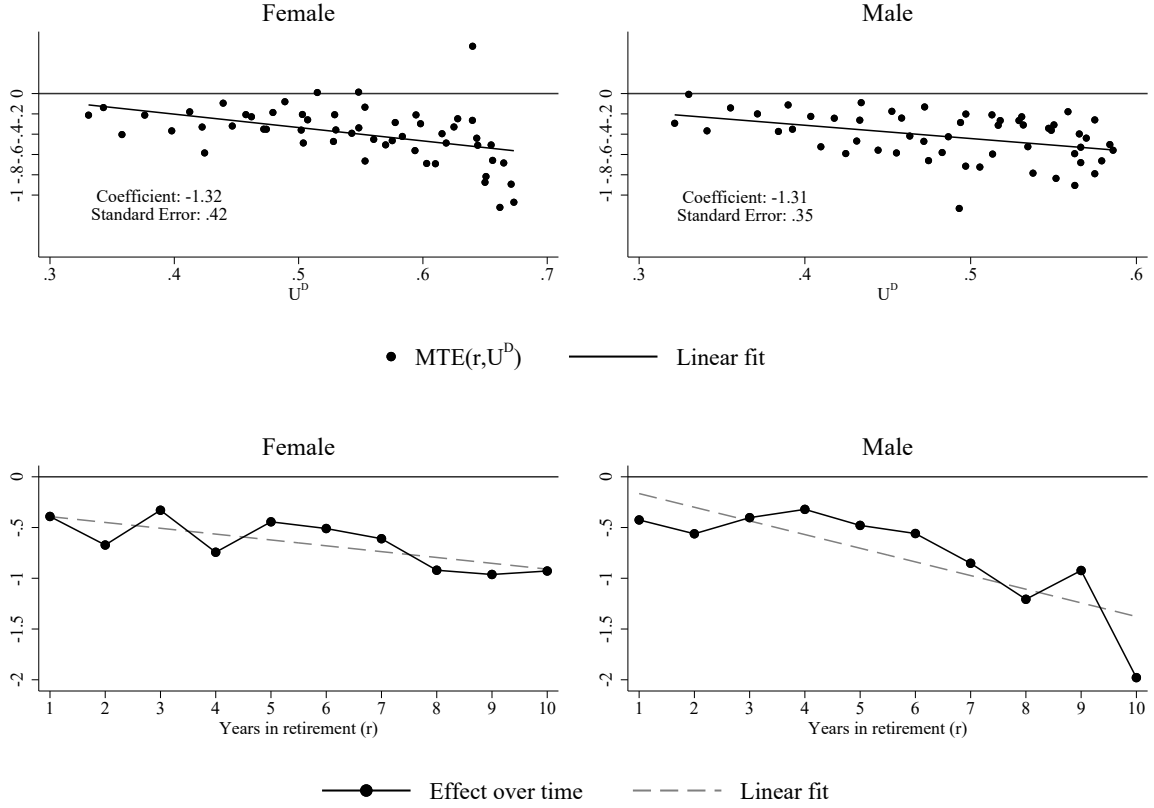 Female
Male
0
-.2
-.4
-.6
-.8
-1
Coefficient: -1.32
Standard Error: .42
.3 .4 .5 .6 .7
U^D
0
-.2
-.4
-.6
-.8
-1
Coefficient: -1.31
Standard Error: .35
.3 .4 .5 .6
U^D
MTE(r,U^D)
Linear fit
Female
Male
0
-.5
-1
-1.5
-2
1 2 3 4 5 6 7 8 9 10
Years in retirement (r)
0
-.5
-1
-1.5
-2
1 2 3 4 5 6 7 8 9 10
Years in retirement (r)
Effect over time
Linear fit